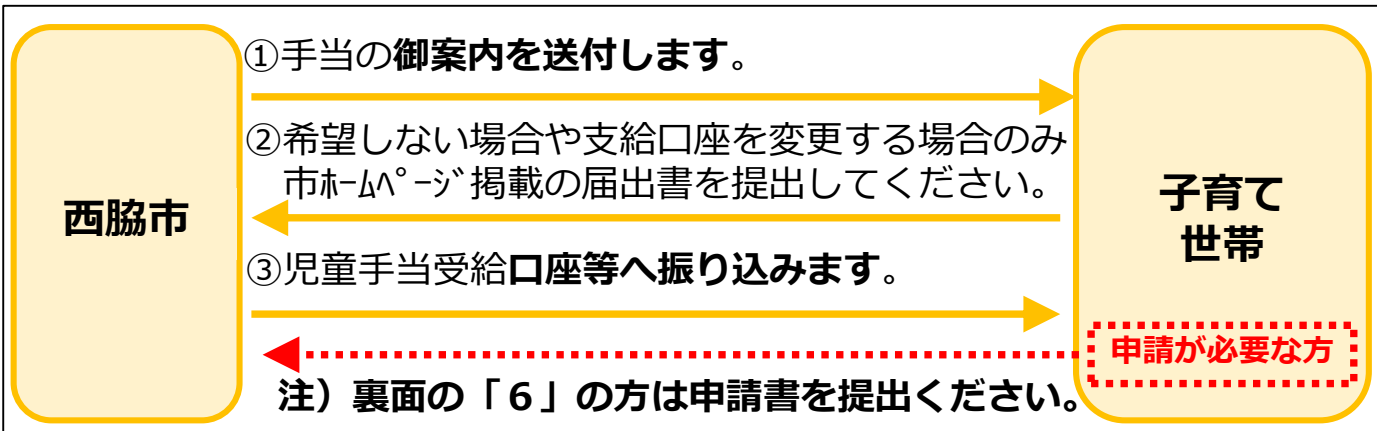 西脇市
①手当の御案内を送付します。
②希望しない場合や支給口座を変更する場合のみ
市ﾎｰﾑﾍﾟｰｼﾞ掲載の届出書を提出してください。
③児童手当受給口座等へ振り込みます。
子育て
世帯
申請が必要な方
注）裏面の「６」の方は申請書を提出ください。